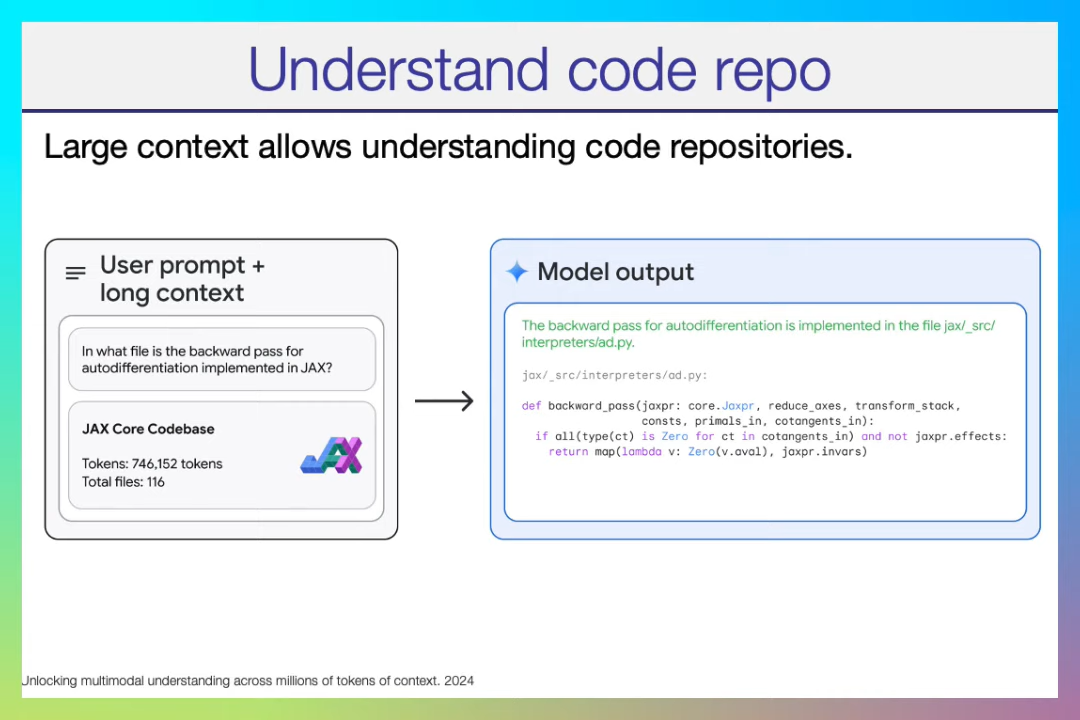 Understand code repo
Large context allows understanding code repositories.
User prompt +
long context
In what file is the backward pass for
autodifferentiation implemented in JAX?
JAX Core Codebase
Tokens: 746,152 tokens
Total files: 116
JAX
Model output
The backward pass for autodifferentiation is implemented in the file jax/_src/
interpreters/ad.py.
jax/_src/interpreters/ad.py:
def backward_pass(jaxpr: core.Jaxpr, reduce_axes, transform_stack,
consts, primals_in, cotangents_in):
if all(type(ct) is Zero for ct in cotangents_in) and not jaxpr.effects:
return map(lambda v: Zero(v.aval), jaxpr.invars)
Unlocking multimodal understanding across millions of tokens of context. 2024